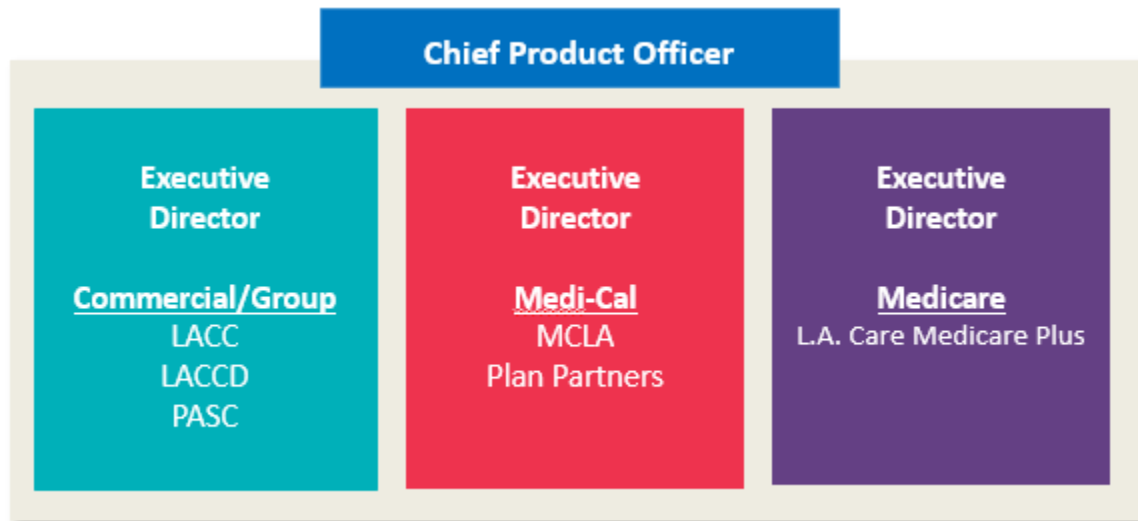 Chief Product Officer
Executive
Director
Commercial/Group
LACC
LACCD
PASC
Executive
Director
Medi-Cal
MCLA
Plan Partners
Executive
Director
Medicare
L.A. Care Medicare Plus